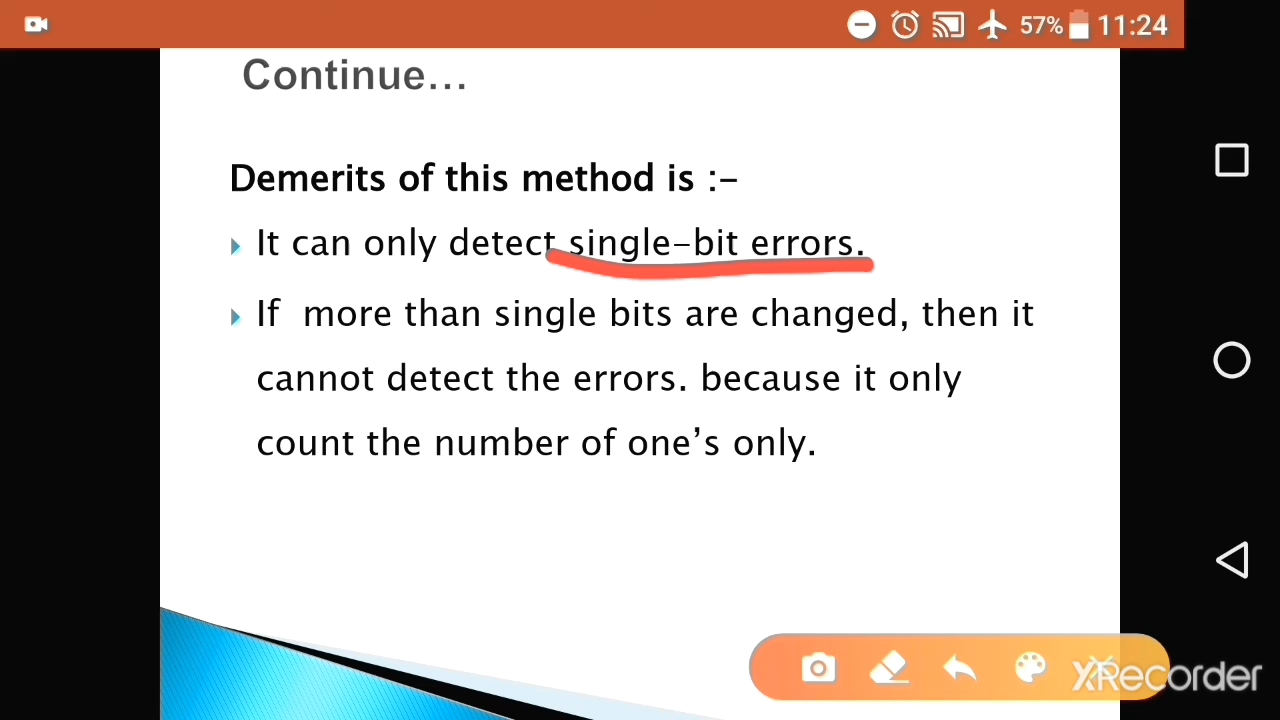 57% 11:24
Continue...
Demerits of this method is :-
It can only detect single-bit errors.
If more than single bits are changed, then it
cannot detect the errors. because it only
count the number of one's only.
XRecorder